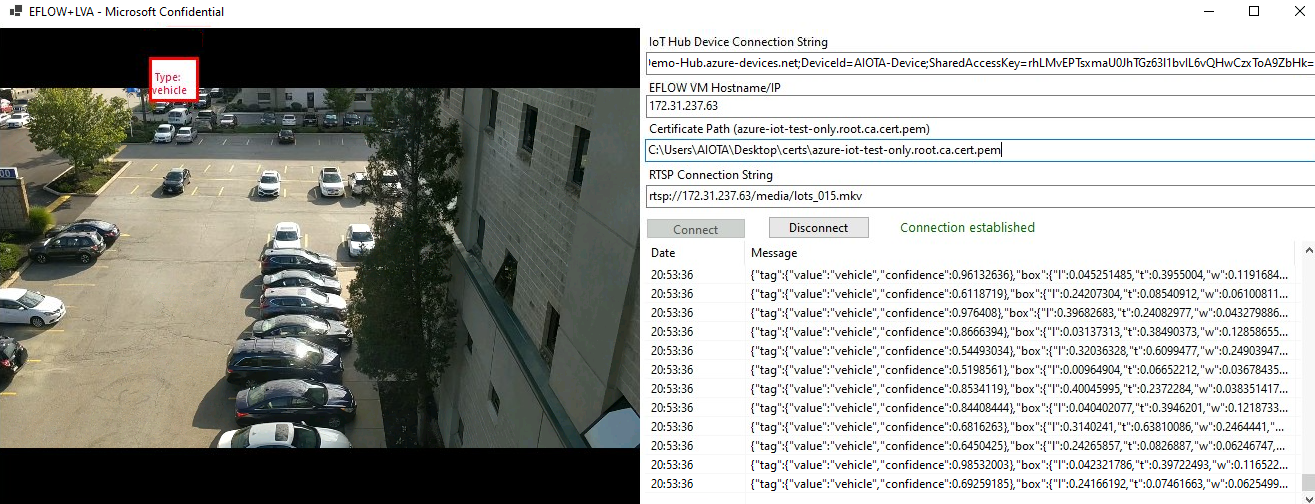 EFLOW+LVA - Microsoft Confidential
Type:
vehicle
00
IoT Hub Device Connection String
emo-Hub.azure-devices.net;DeviceId=AIOTA-Device;SharedAccessKey=rhLMvEPTsxmaU0JhTGz63I1bvIL6vQHwCzxToA9ZbHk=
EFLOW VM Hostname/IP
172.31.237.63
Certificate Path (azure-iot-test-only.root.ca.cert.pem)
C:\Users\AIOTA\Desktop\certs\azure-iot-test-only.root.ca.cert.pem
RTSP Connection String
rtsp://172.31.237.63/media/lots_015.mkv
Connect Disconnect Connection established
Date Message
20:53:36 {"tag":{"value":"vehicle","confidence":0.96132636},"box":{"l":0.045251485,"t":0.3955004,"w":0.1191684...
20:53:36 {"tag":{"value":"vehicle","confidence":0.6118719},"box":{"l":0.24207304,"t":0.08540912,"w":0.06100811...
20:53:36 {"tag":{"value":"vehicle","confidence":0.976408},"box":{"l":0.39682683,"t":0.24082977,"w":0.043279886...
20:53:36 {"tag":{"value":"vehicle","confidence":0.8666394},"box":{"l":0.03137313,"t":0.38490373,"w":0.12858655...
20:53:36 {"tag":{"value":"vehicle","confidence":0.54493034},"box":{"l":0.32036328,"t":0.6099477,"w":0.24903947...
20:53:36 {"tag":{"value":"vehicle","confidence":0.5198561},"box":{"l":0.00964904,"t":0.06652212,"w":0.03678435...
20:53:36 {"tag":{"value":"vehicle","confidence":0.8534119},"box":{"l":0.40045995,"t":0.2372284,"w":0.038351417...
20:53:36 {"tag":{"value":"vehicle","confidence":0.84408444},"box":{"l":0.040402077,"t":0.3946201,"w":0.1218733...
20:53:36 {"tag":{"value":"vehicle","confidence":0.6816263},"box":{"l":0.3140241,"t":0.63810086,"w":0.2464441,...
20:53:36 {"tag":{"value":"vehicle","confidence":0.6450425},"box":{"l":0.24265857,"t":0.0826887,"w":0.06246747,...
20:53:36 {"tag":{"value":"vehicle","confidence":0.98532003},"box":{"l":0.042321786,"t":0.39722493,"w":0.116522...
20:53:36 {"tag":{"value":"vehicle","confidence":0.69259185},"box":{"l":0.24166192,"t":0.07461663,"w":0.0625499...